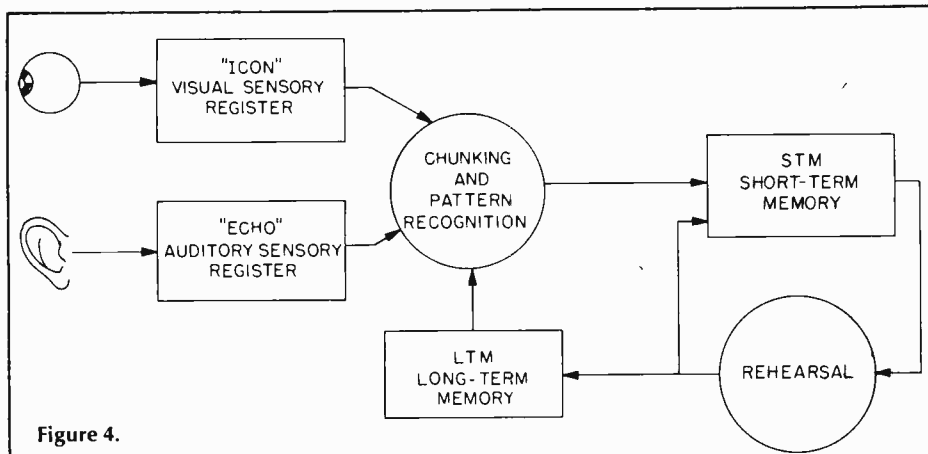 "ICON"
VISUAL SENSORY
REGISTER
"ECHO"
AUDITORY SENSORY
REGISTER
CHUNKING
AND
PATTERN
RECOGNITION
STM
SHORT-TERM
MEMORY
LTM
LONG-TERM
MEMORY
REHEARSAL
Figure 4.